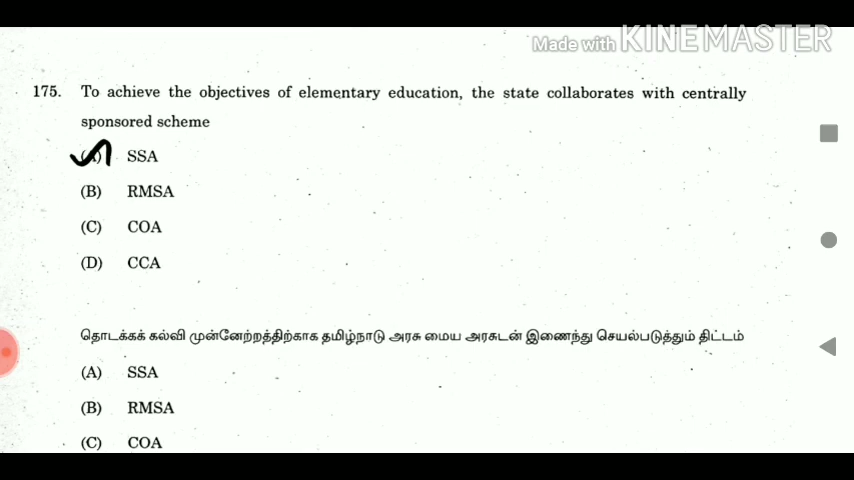 Made with KINEMASTER
175. To achieve the objectives of elementary education, the state collaborates with centrally
sponsored scheme
(A) SSA
(B) RMSA
(C) COA
(D) CCA
தொடக்கக் கல்வி முன்னேற்றத்திற்காக தமிழ்நாடு அரசு மைய அரசுடன் இணைந்து செயல்படுத்தும் திட்டம்
(A) SSA
(B) RMSA
(C) COA